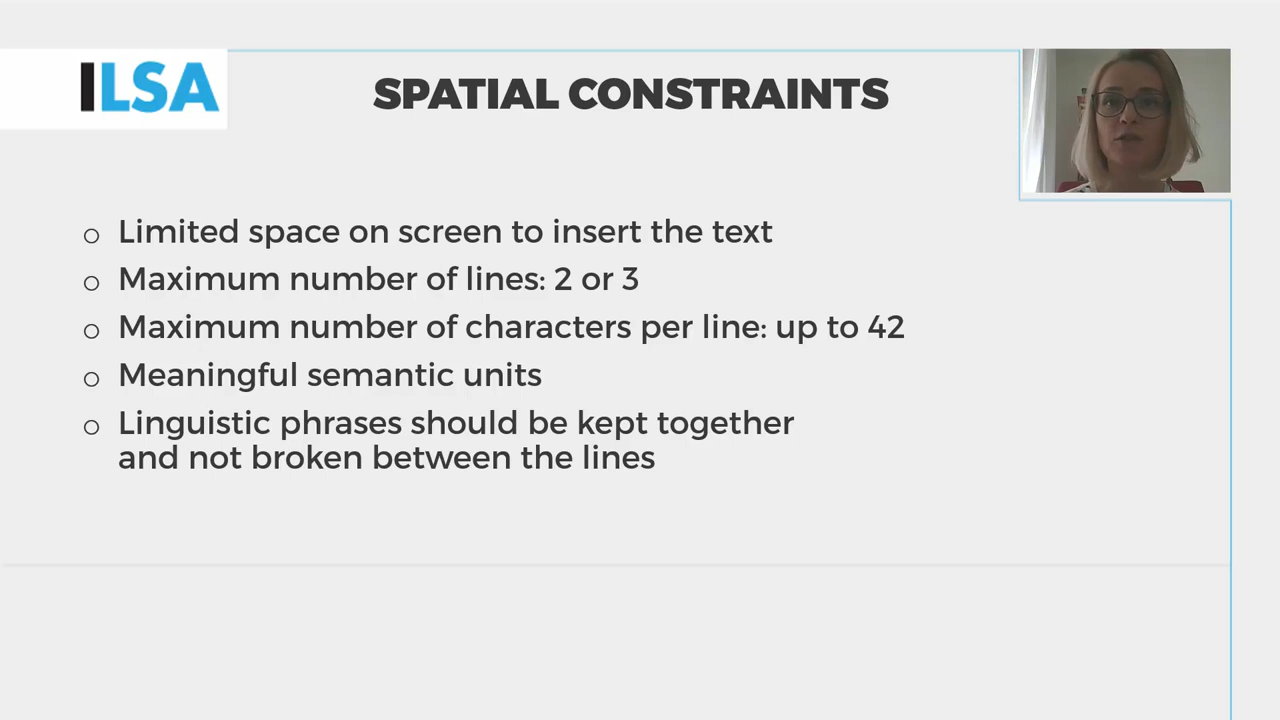 ILSA
SPATIAL CONSTRAINTS
o Limited space on screen to insert the text
o Maximum number of lines: 2 or 3
o Maximum number of characters per line: up to 42
o Meaningful semantic units
o Linguistic phrases should be kept together
and not broken between the lines